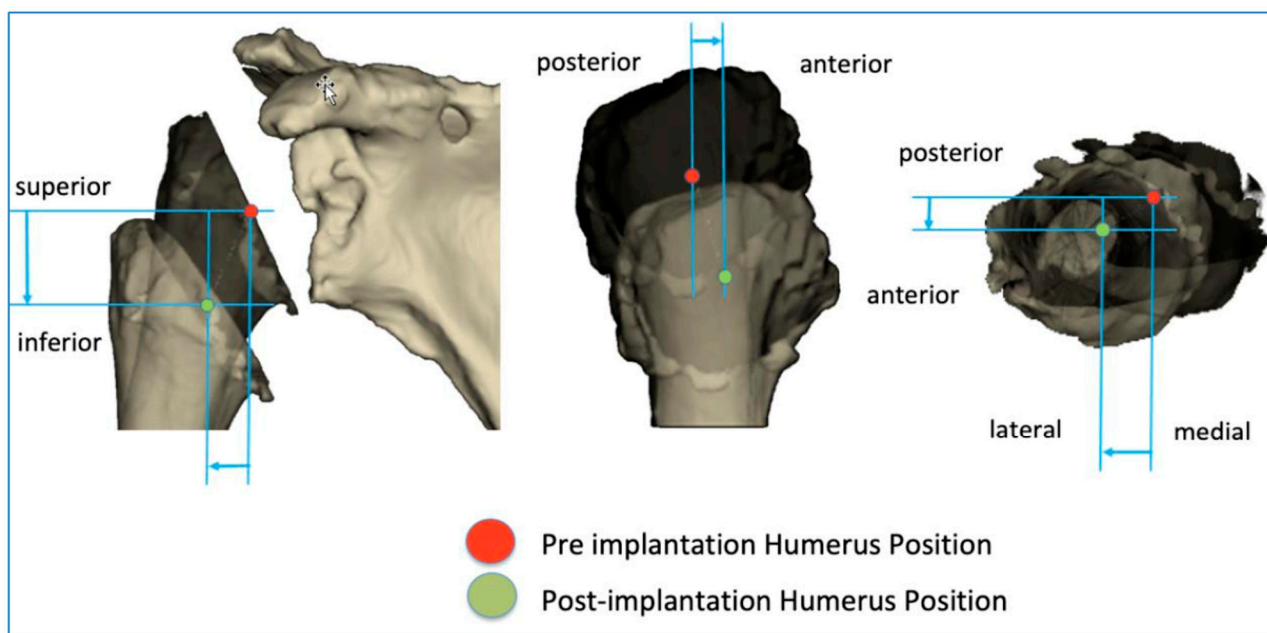 posterior
anterior
superior
inferior
posterior
anterior
lateral
medial
Pre implantation Humerus Position
Post-implantation Humerus Position